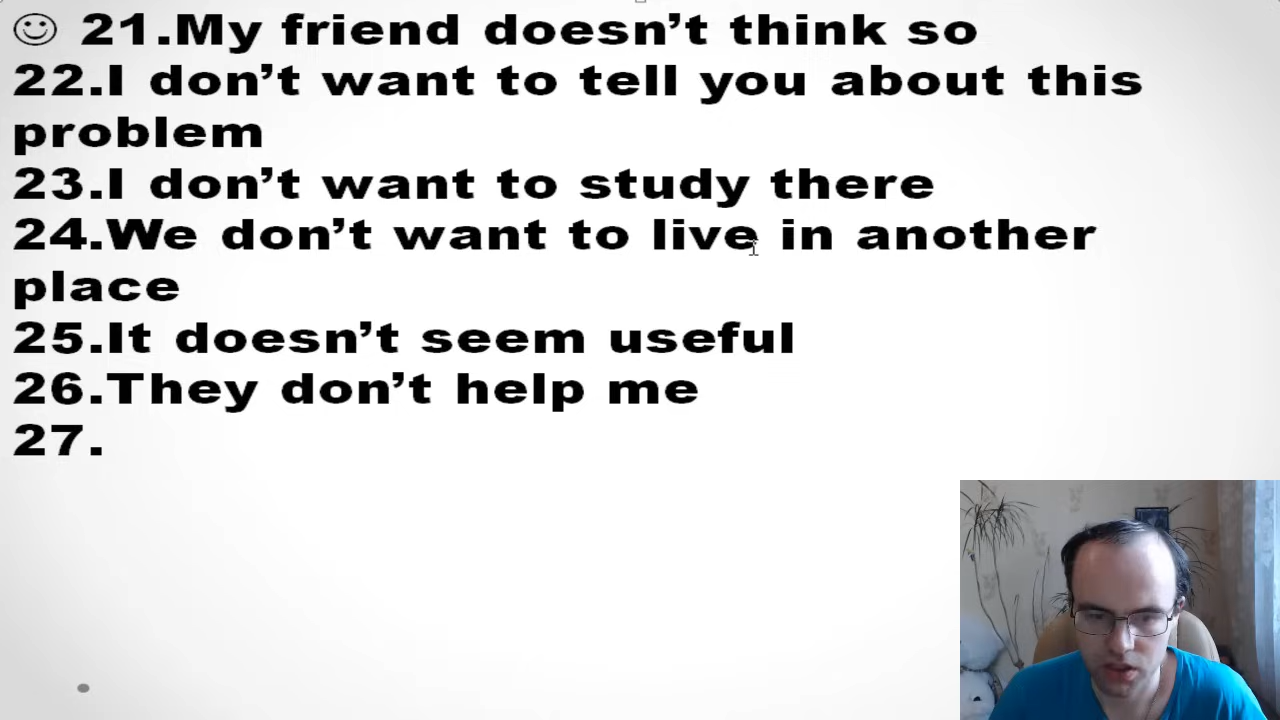 ☺ 21.My friend doesn’t think so
22.I don’t want to tell you about this
problem
23.I don’t want to study there
24.We don’t want to live in another
place
25.It doesn’t seem useful
26.They don’t help me
27.